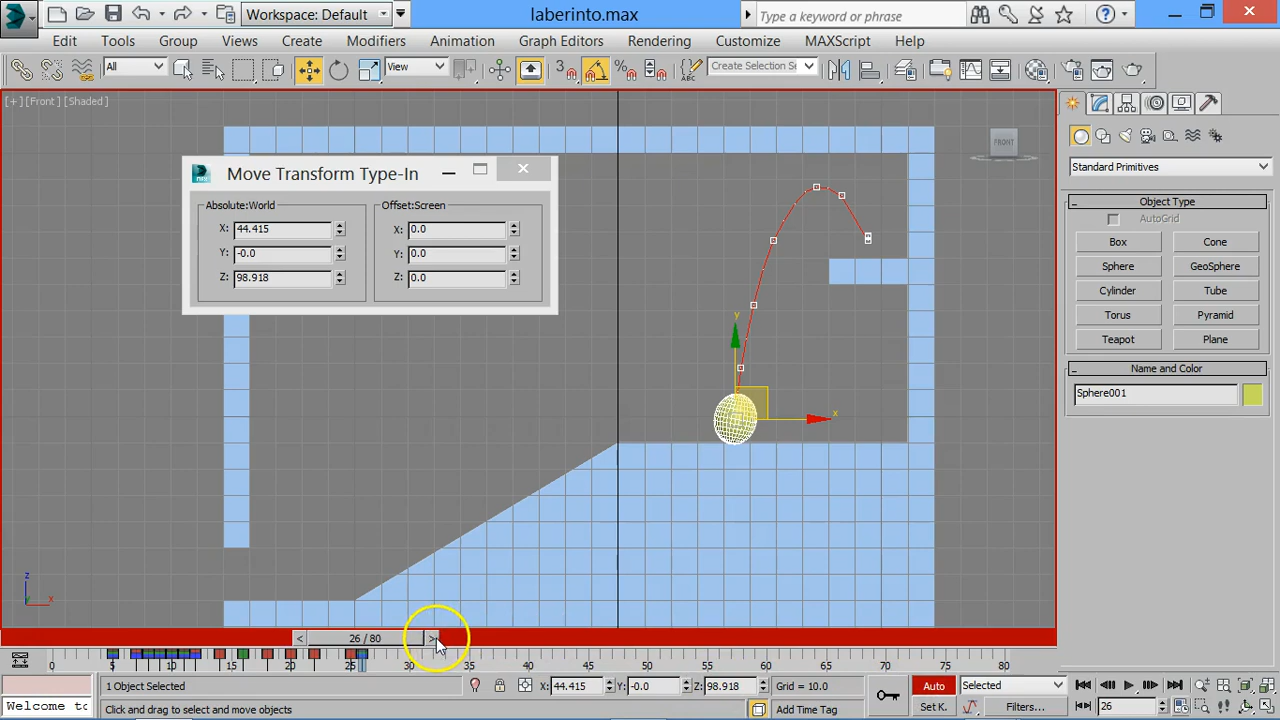 Workspace: Default
laberinto.max
Type a keyword or phrase
Edit Tools Group Views Create Modifiers Animation Graph Editors Rendering Customize MAXScript Help
All View 3 Create Selection Se
[+] [Front] [Shaded]
FRONT
Standard Primitives
Move Transform Type-In
Absolute:World Offset:Screen
X: 44.415 X: 0.0
Y: -0.0 Y: 0.0
Z: 98.918 Z: 0.0
Object Type
AutoGrid
Box Cone
Sphere GeoSphere
Cylinder Tube
Torus Pyramid
Teapot Plane
Name and Color
Sphere001
y
x
z
x
< 26 / 80 >
0 5 10 15 20 25 30 35 40 45 50 55 60 65 70 75 80
1 Object Selected X: 44.415 Y: -0.0 Z: 98.918 Grid = 10.0 Auto Selected
Welcome to Click and drag to select and move objects Add Time Tag Set K. Filters... 26